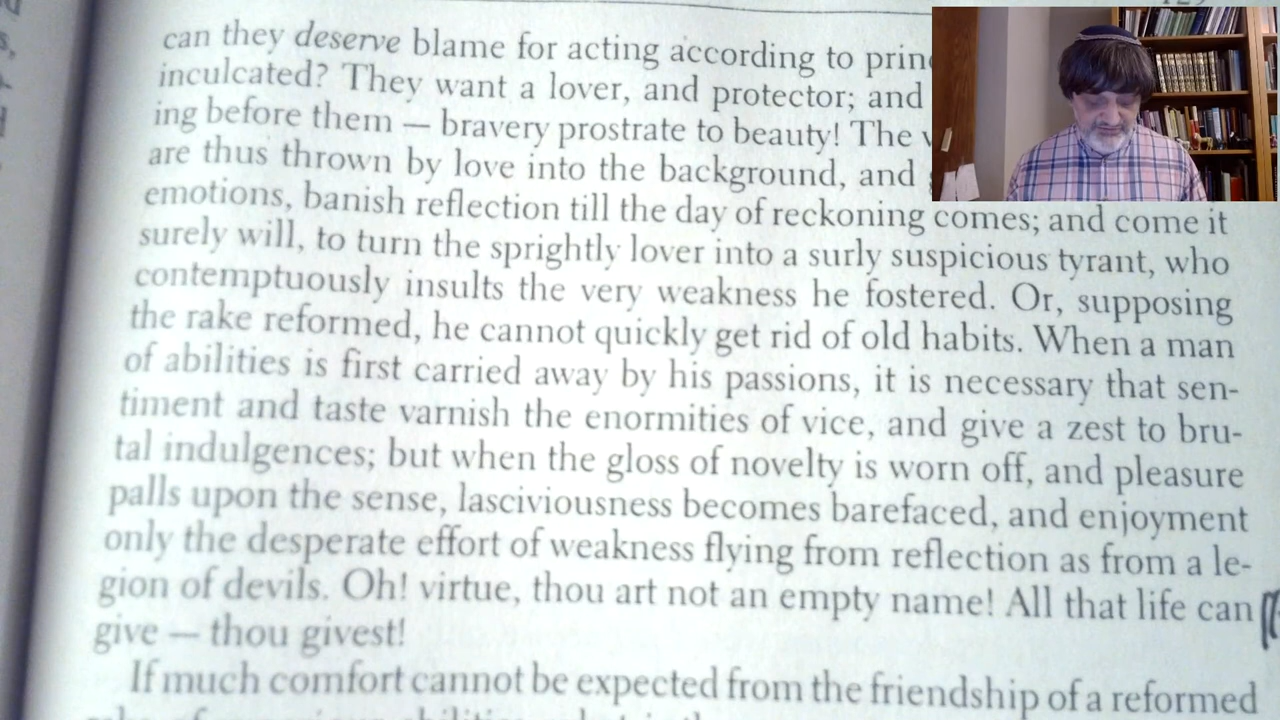 can they deserve blame for acting according to
inculcated? They want a lover, and protector; and
ing before them — bravery prostrate to beauty! The
are thus thrown by love into the background, and
emotions, banish reflection till the day of reckoning comes; and come it
surely will, to turn the sprightly lover into a surly suspicious tyrant, who
contemptuously insults the very weakness he fostered. Or, supposing
the rake reformed, he cannot quickly get rid of old habits. When a man
of abilities is first carried away by his passions, it is necessary that sen-
timent and taste varnish the enormities of vice, and give a zest to bru-
tal indulgences; but when the gloss of novelty is worn off, and pleasure
palls upon the sense, lasciviousness becomes barefaced, and enjoyment
only the desperate effort of weakness flying from reflection as from a le-
gion of devils. Oh! virtue, thou art not an empty name! All that life can
give — thou givest!
If much comfort cannot be expected from the friendship of a reformed